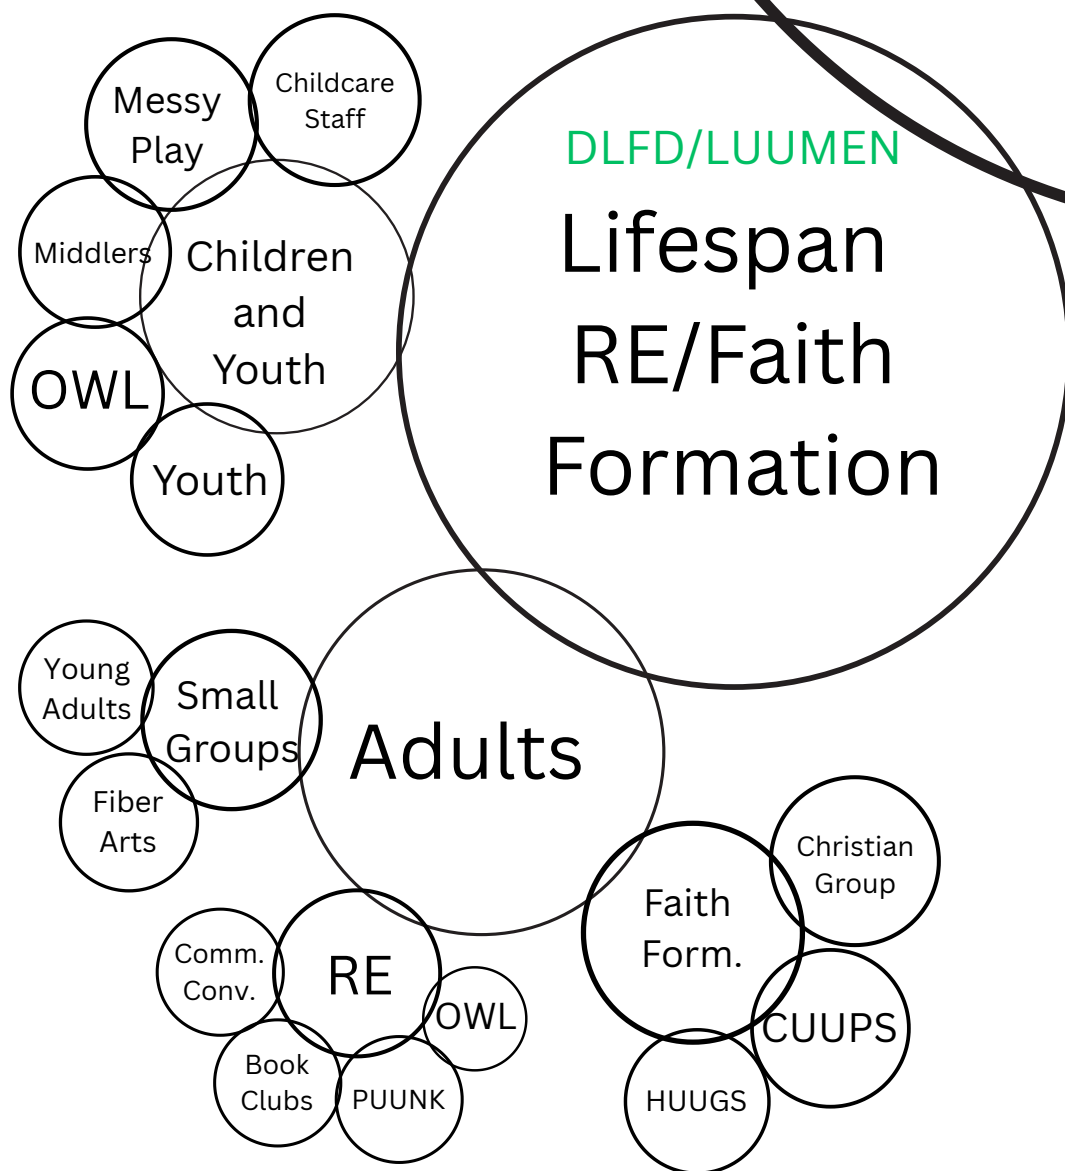 Messy
Play
Childcare
Staff
Middlers
Children
and
Youth
OWL
Youth
DLFD/LUUMEN
Lifespan
RE/Faith
Formation
Young
Adults
Small
Groups
Fiber
Arts
Adults
Comm.
Conv.
RE
OWL
Book
Clubs
PUUNK
Faith
Form.
Christian
Group
CUUPS
HUUGS